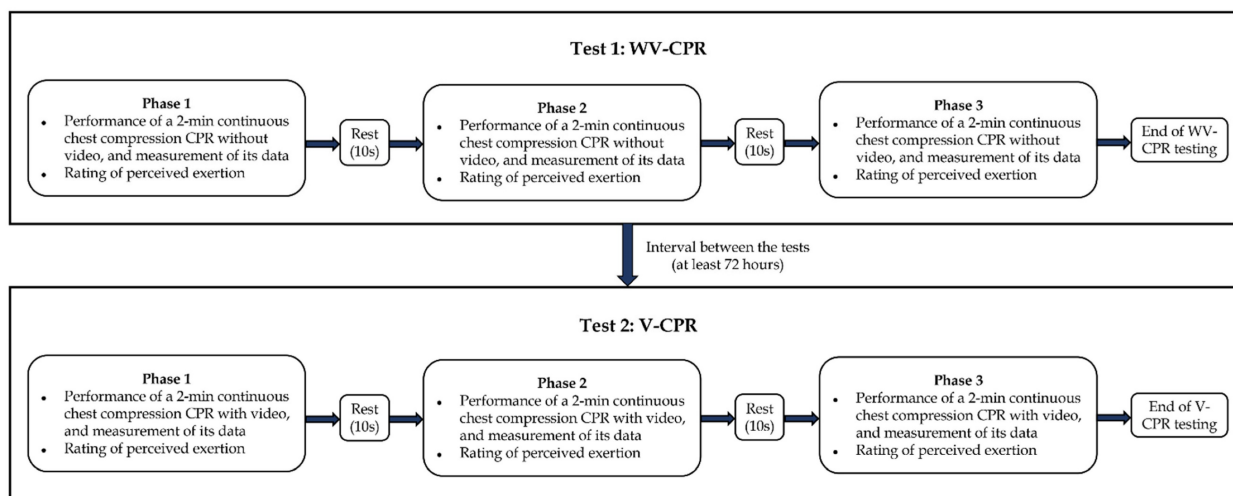 Test 1: WV-CPR
Phase 1
• Performance of a 2-min continuous
chest compression CPR without
video, and measurement of its data
• Rating of perceived exertion
Rest
(10s)
Phase 2
• Performance of a 2-min continuous
chest compression CPR without
video, and measurement of its data
• Rating of perceived exertion
Rest
(10s)
Phase 3
• Performance of a 2-min continuous
chest compression CPR without
video, and measurement of its data
• Rating of perceived exertion
End of WV-
CPR testing
Interval between the tests
(at least 72 hours)
Test 2: V-CPR
Phase 1
• Performance of a 2-min continuous
chest compression CPR with video,
and measurement of its data
• Rating of perceived exertion
Rest
(10s)
Phase 2
• Performance of a 2-min continuous
chest compression CPR with video,
and measurement of its data
• Rating of perceived exertion
Rest
(10s)
Phase 3
• Performance of a 2-min continuous
chest compression CPR with video,
and measurement of its data
• Rating of perceived exertion
End of V-
CPR testing